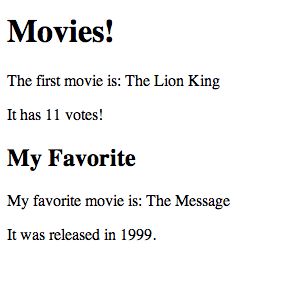 Movies!
The first movie is: The Lion King
It has 11 votes!
My Favorite
My favorite movie is: The Message
It was released in 1999.